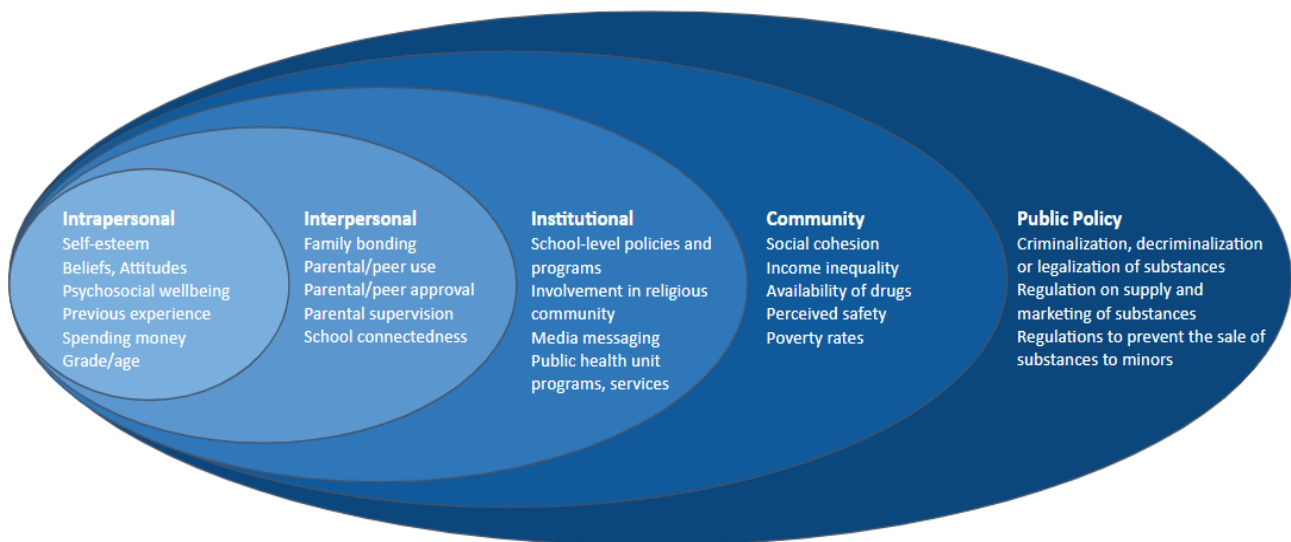 Intrapersonal
Self-esteem
Beliefs, Attitudes
Psychosocial wellbeing
Previous experience
Spending money
Grade/age
Interpersonal
Family bonding
Parental/peer use
Parental/peer approval
Parental supervision
School connectedness
Institutional
School-level policies and
programs
Involvement in religious
community
Media messaging
Public health unit
programs, services
Community
Social cohesion
Income inequality
Availability of drugs
Perceived safety
Poverty rates
Public Policy
Criminalization, decriminalization
or legalization of substances
Regulation on supply and
marketing of substances
Regulations to prevent the sale of
substances to minors